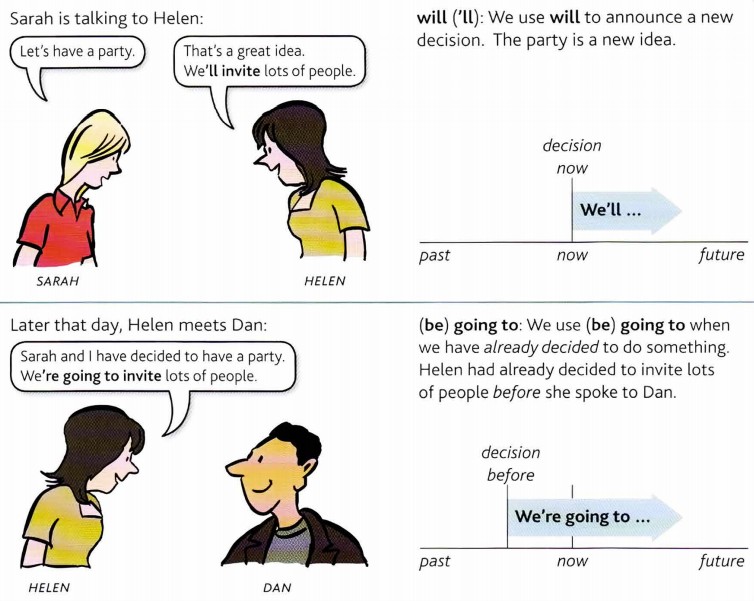 Sarah is talking to Helen:
Let's have a party.
That's a great idea.
We'll invite lots of people.
SARAH
HELEN
will ('ll): We use will to announce a new
decision. The party is a new idea.
decision
now
We'll ...
past now future
Later that day, Helen meets Dan:
Sarah and I have decided to have a party.
We're going to invite lots of people.
HELEN
DAN
(be) going to: We use (be) going to when
we have already decided to do something.
Helen had already decided to invite lots
of people before she spoke to Dan.
decision
before
We're going to ...
past now future